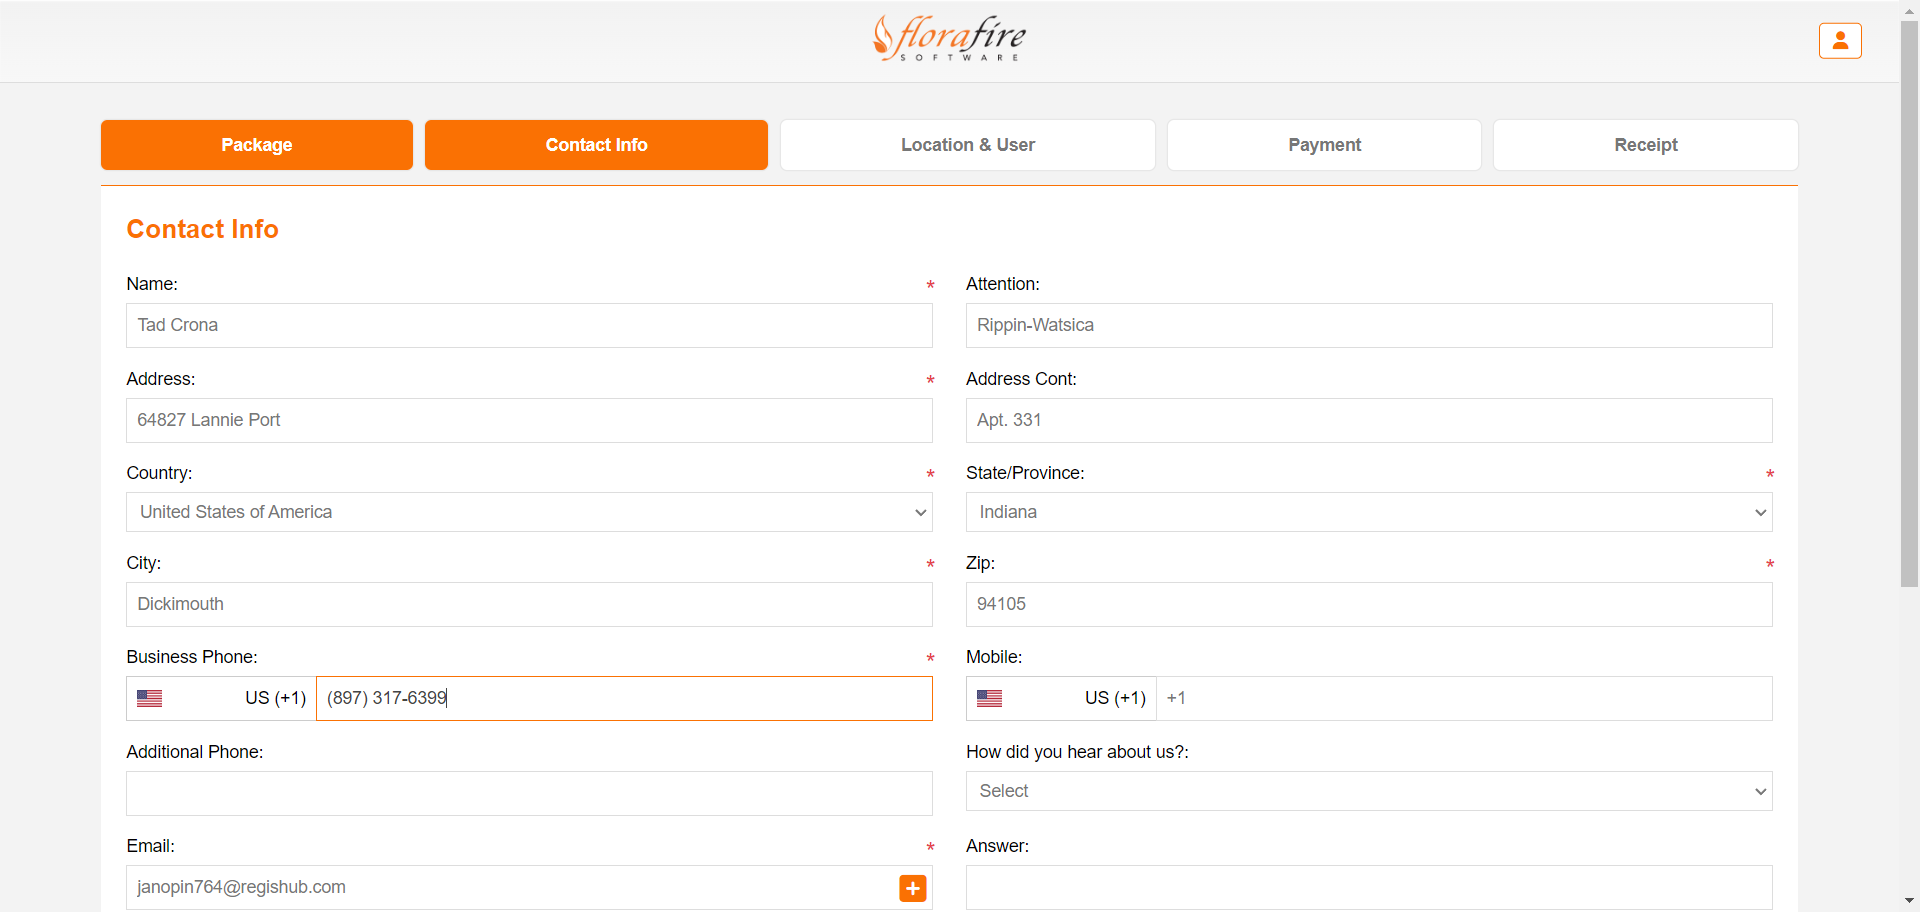 florafire
SOFTWARE
Package
Contact Info
Location & User
Payment
Receipt
Contact Info
Name: *
Attention:
Tad Crona
Rippin-Watsica
Address: *
Address Cont:
64827 Lannie Port
Apt. 331
Country: *
State/Province: *
United States of America
Indiana
City: *
Zip: *
Dickimouth
94105
Business Phone: *
Mobile:
US (+1) (897) 317-6399
US (+1) +1
Additional Phone:
How did you hear about us?:
Select
Email: *
Answer:
janopin764@regishub.com